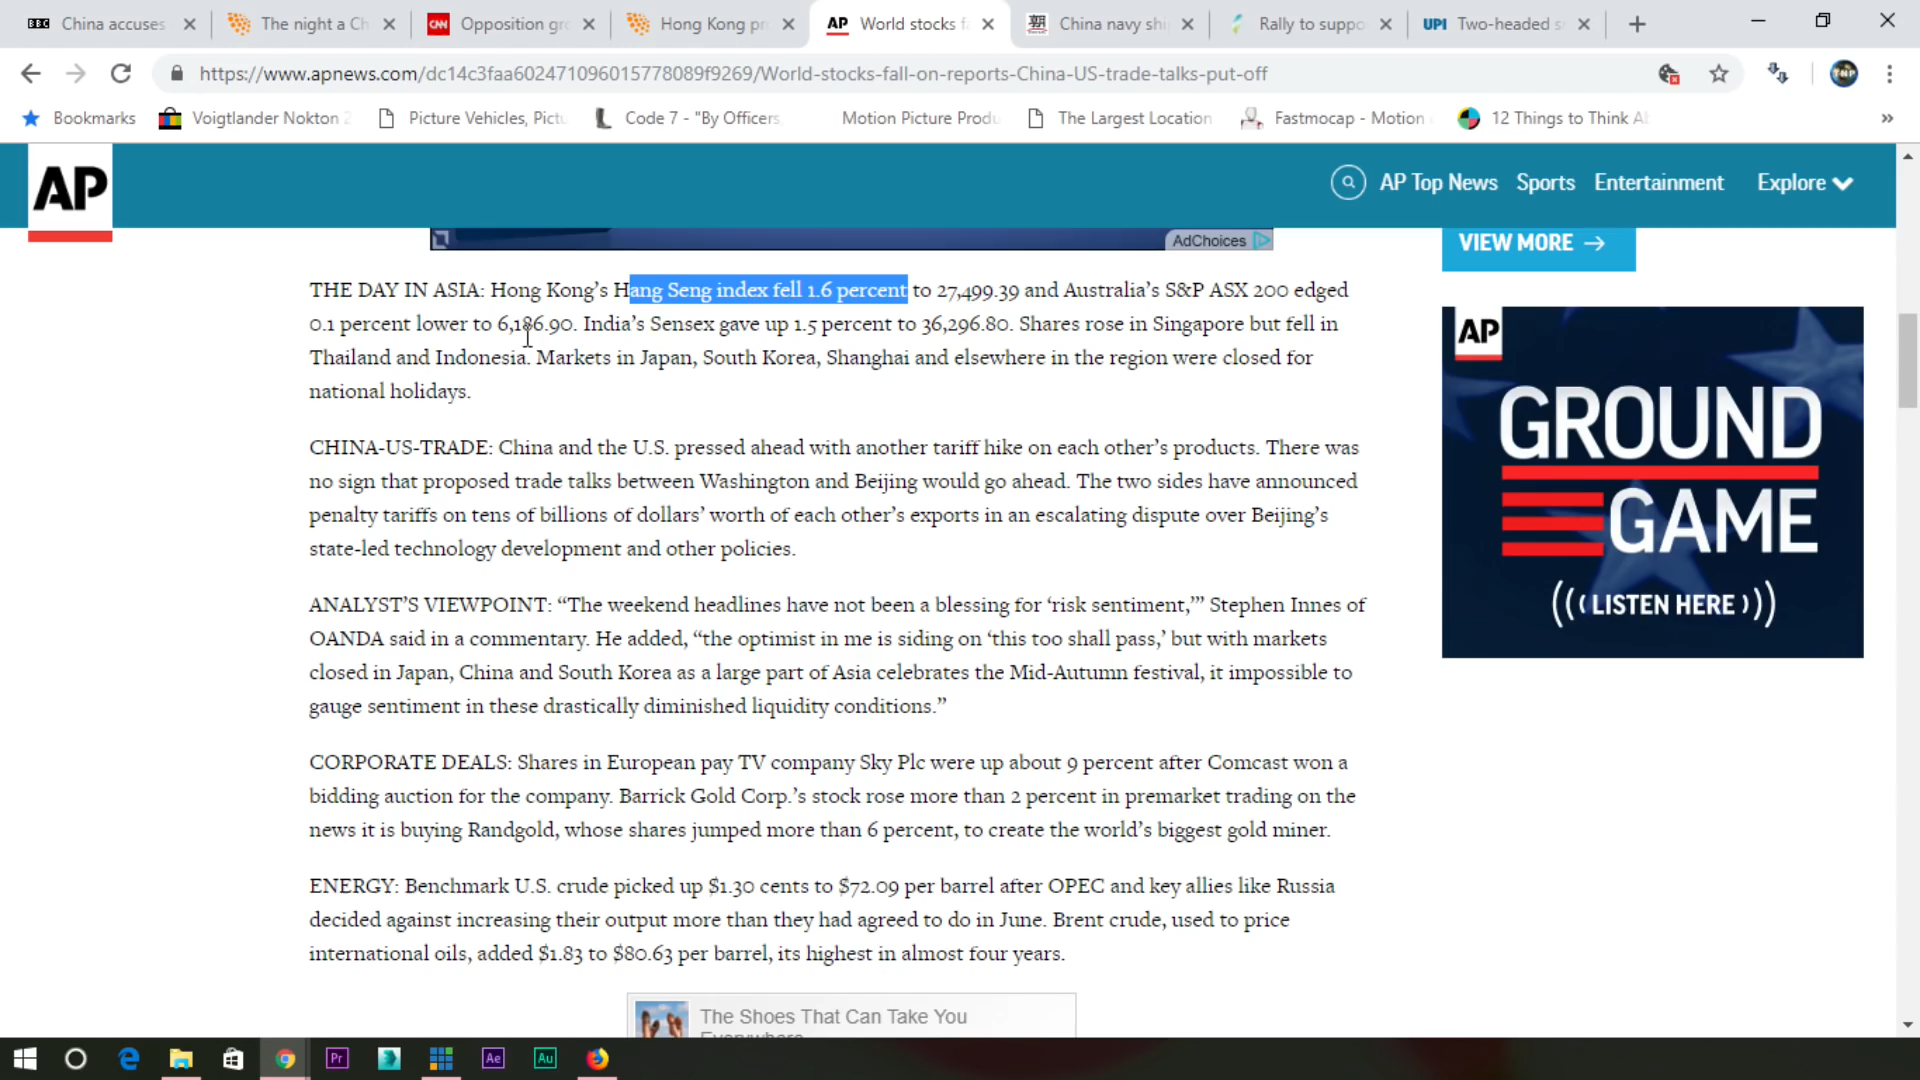 BBC China accuses
The night a Ch
CNN Opposition gro
Hong Kong pr
AP World stocks f
China navy shi
Rally to suppo
UPI Two-headed s
https://www.apnews.com/dc14c3faa602471096015778089f9269/World-stocks-fall-on-reports-China-US-trade-talks-put-off
Bookmarks
Voigtlander Nokton 2
Picture Vehicles, Pictu
Code 7 - "By Officers
Motion Picture Produ
The Largest Location
Fastmocap - Motion
12 Things to Think Ab
AP
AP Top News Sports Entertainment Explore
AdChoices
VIEW MORE →
THE DAY IN ASIA: Hong Kong’s Hang Seng index fell 1.6 percent to 27,499.39 and Australia’s S&P ASX 200 edged
0.1 percent lower to 6,186.90. India’s Sensex gave up 1.5 percent to 36,296.80. Shares rose in Singapore but fell in
Thailand and Indonesia. Markets in Japan, South Korea, Shanghai and elsewhere in the region were closed for
national holidays.
CHINA-US-TRADE: China and the U.S. pressed ahead with another tariff hike on each other’s products. There was
no sign that proposed trade talks between Washington and Beijing would go ahead. The two sides have announced
penalty tariffs on tens of billions of dollars’ worth of each other’s exports in an escalating dispute over Beijing’s
state-led technology development and other policies.
ANALYST’S VIEWPOINT: “The weekend headlines have not been a blessing for ‘risk sentiment,’” Stephen Innes of
OANDA said in a commentary. He added, “the optimist in me is siding on ‘this too shall pass,’ but with markets
closed in Japan, China and South Korea as a large part of Asia celebrates the Mid-Autumn festival, it impossible to
gauge sentiment in these drastically diminished liquidity conditions.”
CORPORATE DEALS: Shares in European pay TV company Sky Plc were up about 9 percent after Comcast won a
bidding auction for the company. Barrick Gold Corp.’s stock rose more than 2 percent in premarket trading on the
news it is buying Randgold, whose shares jumped more than 6 percent, to create the world’s biggest gold miner.
ENERGY: Benchmark U.S. crude picked up $1.30 cents to $72.09 per barrel after OPEC and key allies like Russia
decided against increasing their output more than they had agreed to do in June. Brent crude, used to price
international oils, added $1.83 to $80.63 per barrel, its highest in almost four years.
AP
GROUND
GAME
LISTEN HERE
The Shoes That Can Take You
Pr
Ae
Au